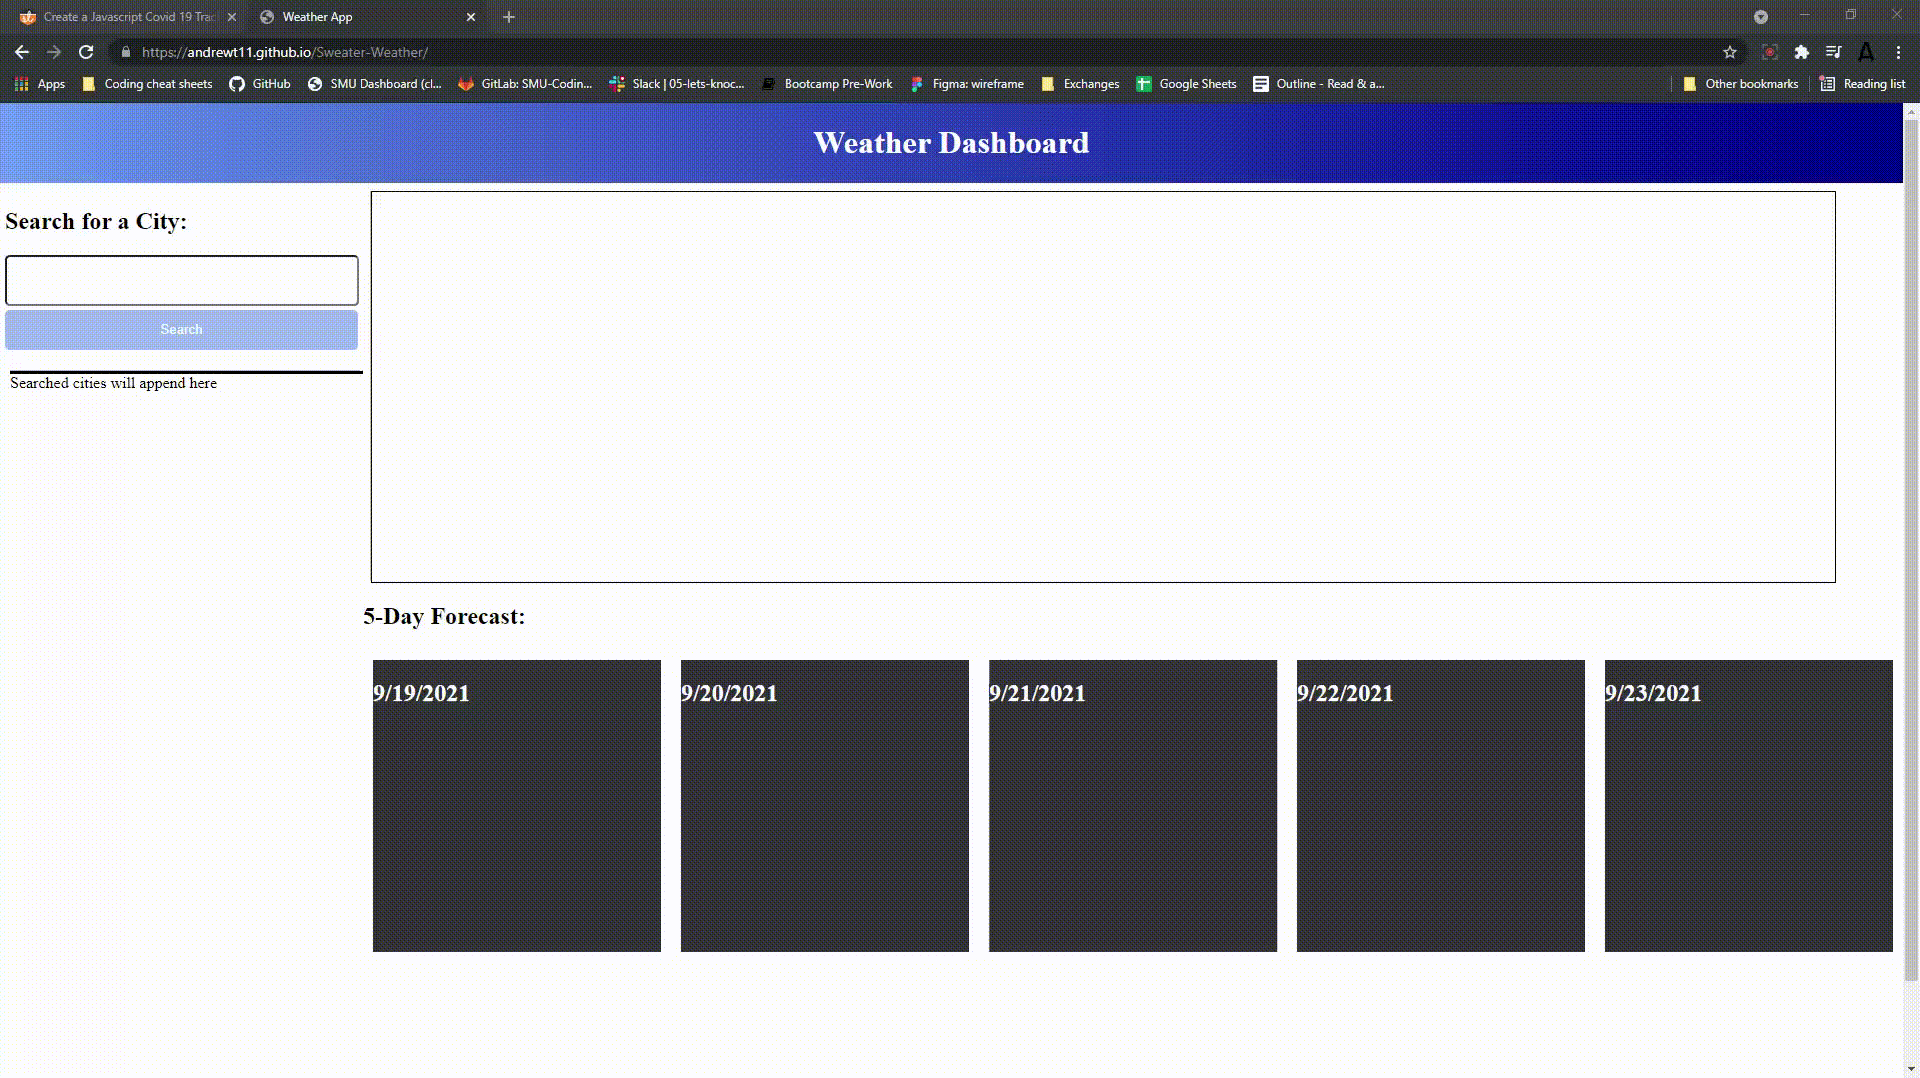 Create a Javascript Covid 19 Trac
Weather App
https://andrewt11.github.io/Sweater-Weather/
Apps
Coding cheat sheets
GitHub
SMU Dashboard (cl...
GitLab: SMU-Codin...
Slack | 05-lets-knoc...
Bootcamp Pre-Work
Figma: wireframe
Exchanges
Google Sheets
Outline - Read & a...
Other bookmarks
Reading list
Weather Dashboard
Search for a City:
Search
Searched cities will append here
5-Day Forecast:
9/19/2021
9/20/2021
9/21/2021
9/22/2021
9/23/2021